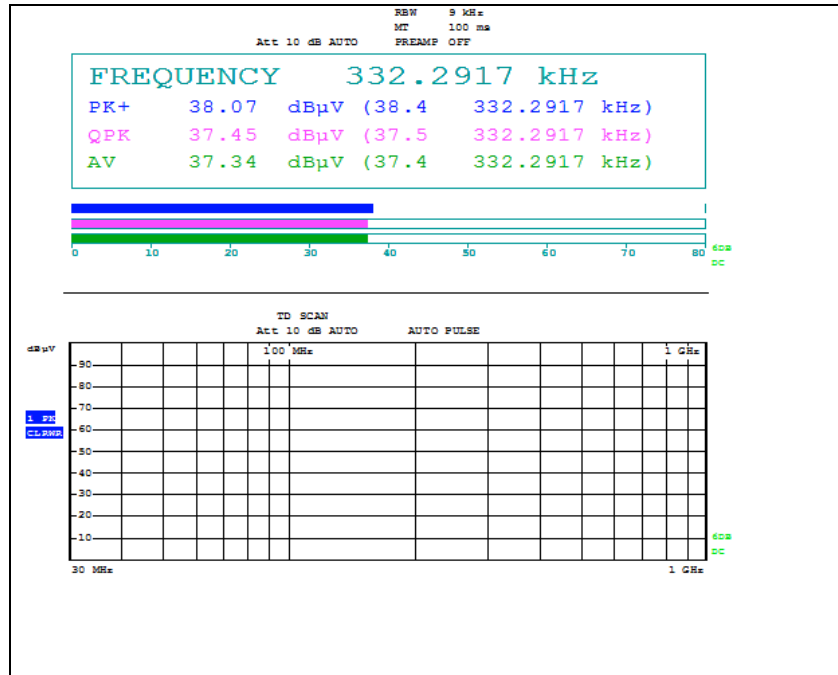 RBW 9 kHz
MT 100 ms
Att 10 dB AUTO PREAMP OFF
FREQUENCY 332.2917 kHz
PK+ 38.07 dBµV (38.4 332.2917 kHz)
QPK 37.45 dBµV (37.5 332.2917 kHz)
AV 37.34 dBµV (37.4 332.2917 kHz)
0 10 20 30 40 50 60 70 80
6DB
DC
TD SCAN
Att 10 dB AUTO AUTO PULSE
dBµV
100 MHz 1 GHz
90
80
70
1 PK
60
CLRWR
50
40
30
20
10
6DB
DC
30 MHz 1 GHz